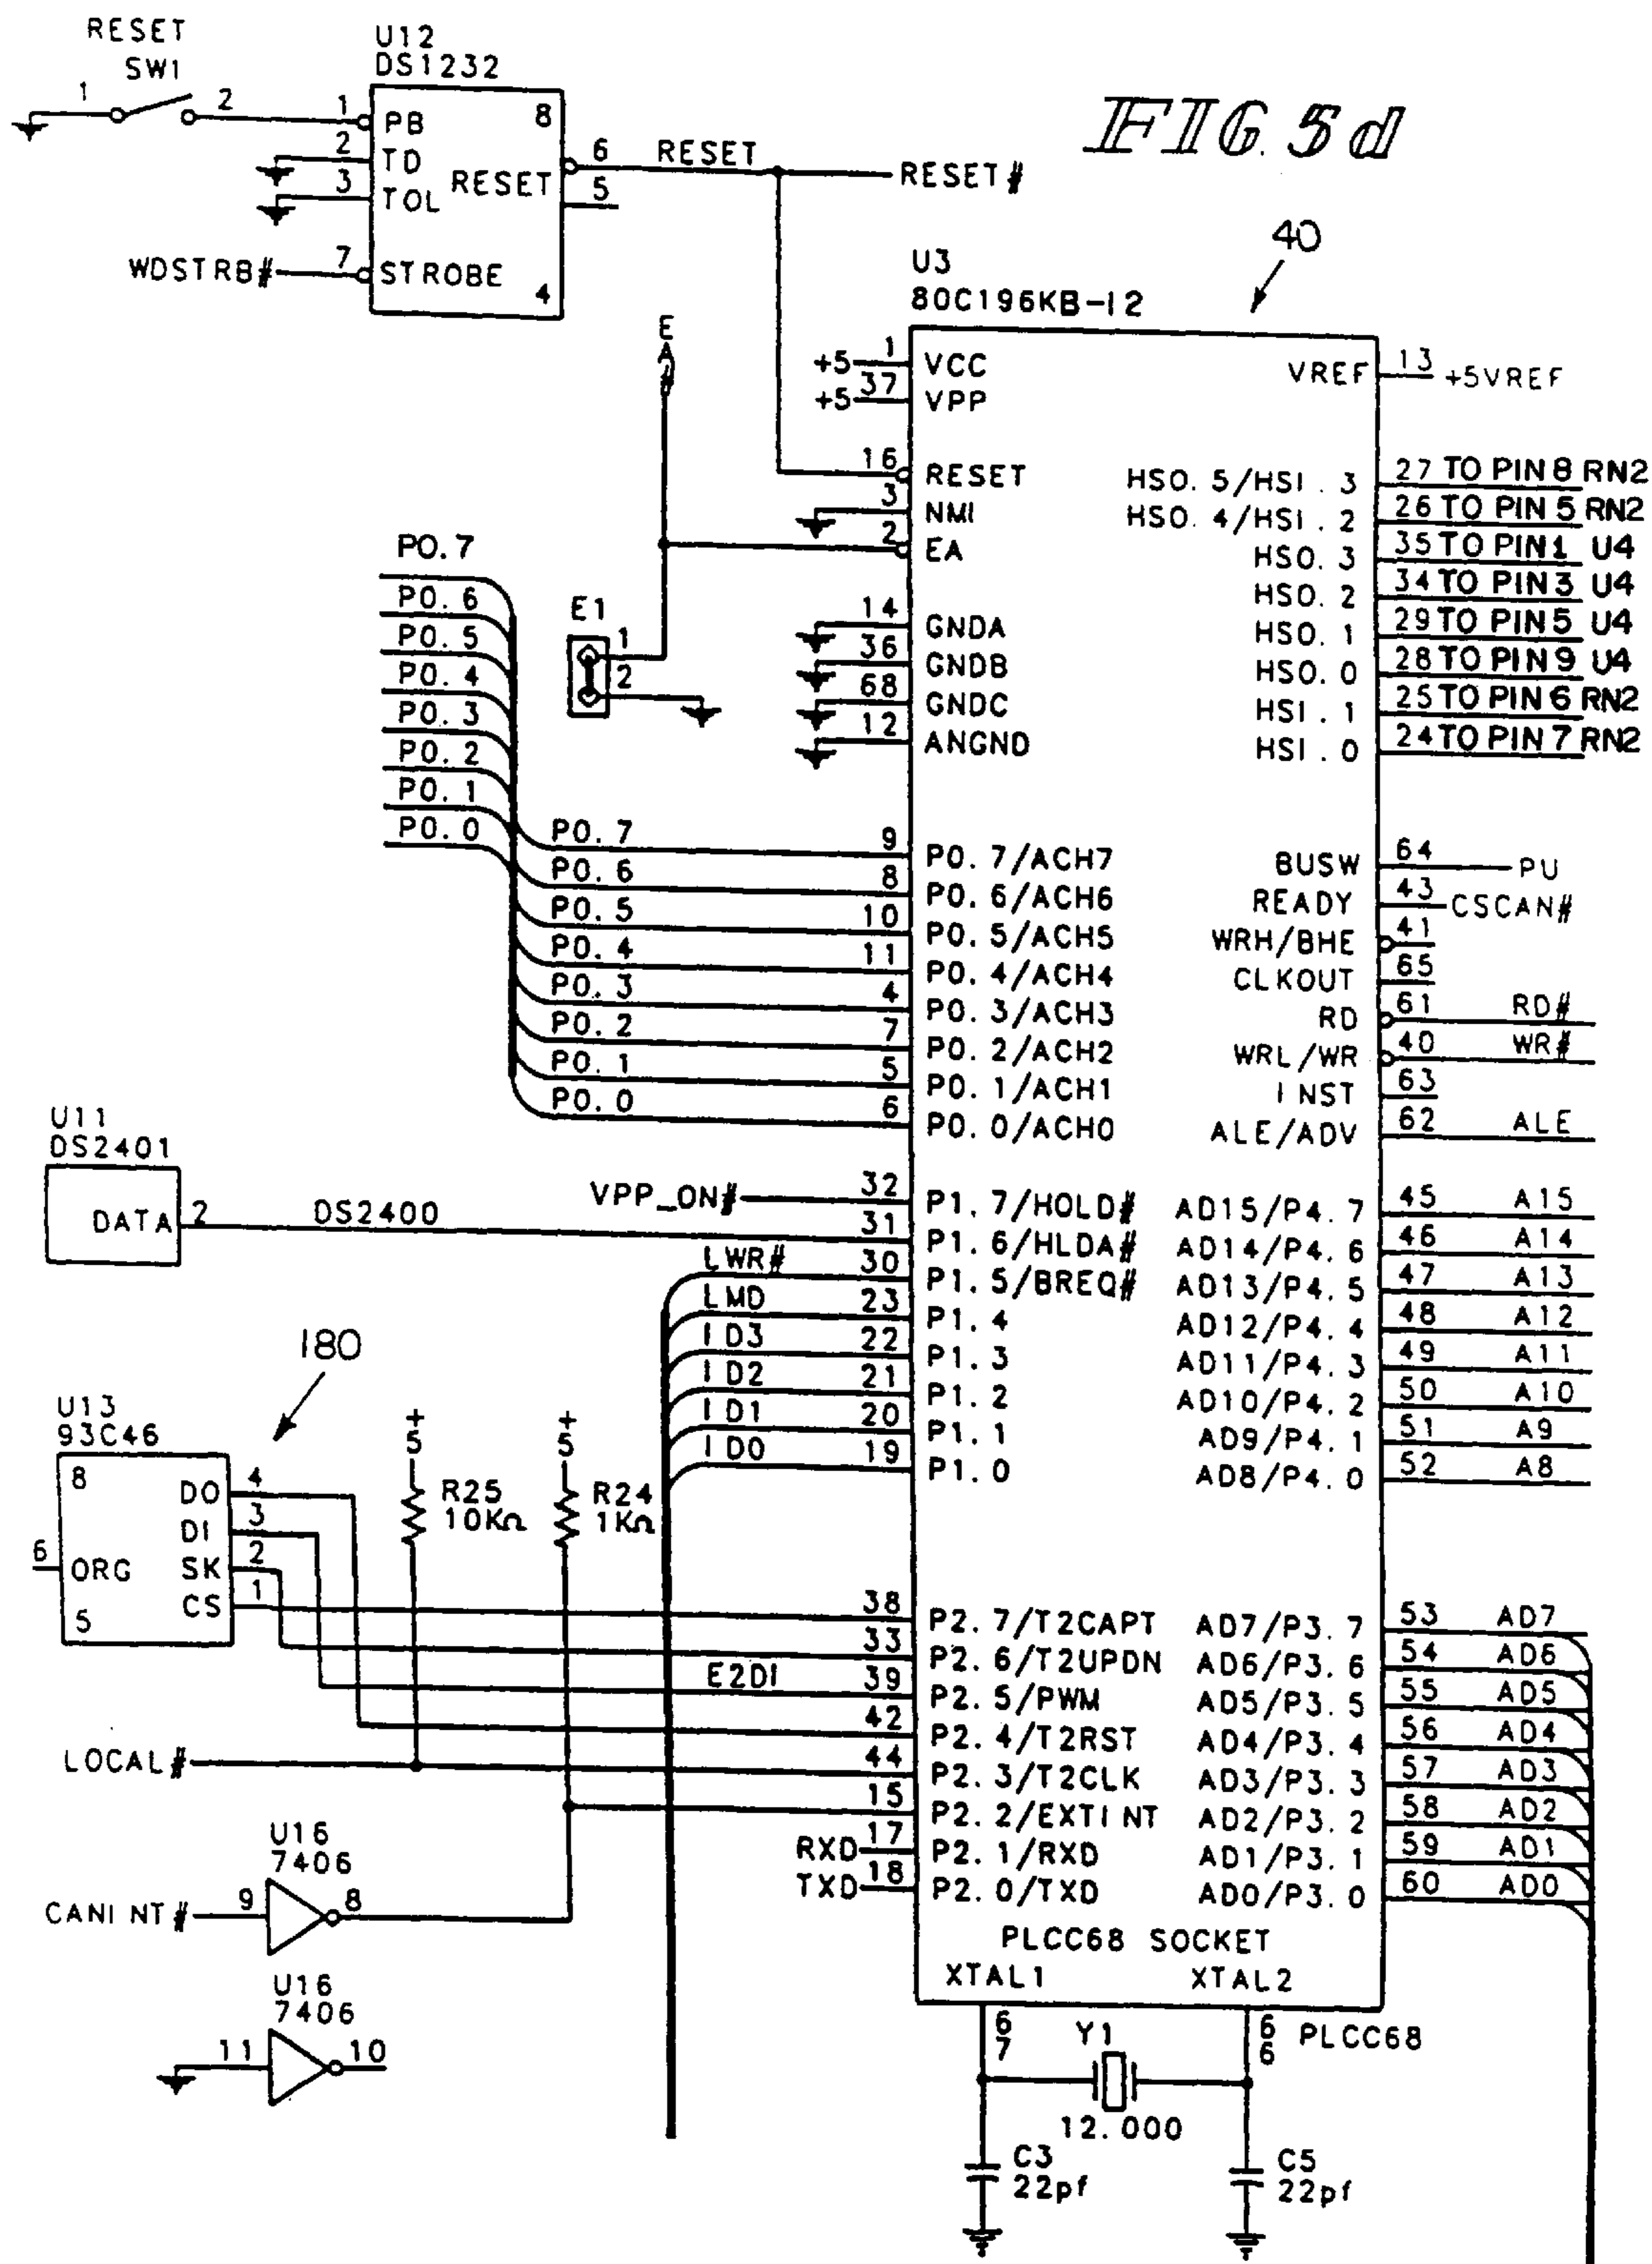 FIG. 5d
RESET
SW1
1
2
U12
DS1232
1
PB
8
2
TD
3
TOL
RESET
6
RESET
RESET#
5
WDSTRB#
7
STROBE
4
40
U3
80C196KB-12
EA#
+5
1
VCC
+5
37
VPP
16
RESET
3
NMI
2
EA
14
GNDA
36
GNDB
68
GNDC
12
ANGND
E1
1
2
VREF
13
+5VREF
HSO.5/HSI.3
27
TO PIN 8 RN2
HSO.4/HSI.2
26
TO PIN 5 RN2
HSO.3
35
TO PIN1 U4
HSO.2
34
TO PIN 3 U4
HSO.1
29
TO PIN5 U4
HSO.0
28
TO PIN9 U4
HSI.1
25
TO PIN 6 RN2
HSI.0
24
TO PIN 7 RN2
P0.7
P0.6
P0.5
P0.4
P0.3
P0.2
P0.1
P0.0
P0.7
9
P0.7/ACH7
P0.6
8
P0.6/ACH6
P0.5
10
P0.5/ACH5
P0.4
11
P0.4/ACH4
P0.3
4
P0.3/ACH3
P0.2
7
P0.2/ACH2
P0.1
5
P0.1/ACH1
P0.0
6
P0.0/ACH0
BUSW
64
PU
READY
43
CSCAN#
WRH/BHE
41
CLKOUT
65
RD
61
RD#
WRL/WR
40
WR#
INST
63
ALE/ADV
62
ALE
U11
DS2401
DATA
2
DS2400
VPP_ON#
32
P1.7/HOLD#
31
P1.6/HLDA#
LWR#
30
P1.5/BREQ#
LMD
23
P1.4
ID3
22
P1.3
ID2
21
P1.2
ID1
20
P1.1
ID0
19
P1.0
AD15/P4.7
45
A15
AD14/P4.6
46
A14
AD13/P4.5
47
A13
AD12/P4.4
48
A12
AD11/P4.3
49
A11
AD10/P4.2
50
A10
AD9/P4.1
51
A9
AD8/P4.0
52
A8
180
U13
93C46
8
DO
4
DI
3
6
ORG
SK
2
CS
1
5
+5
R25
10KΩ
+5
R24
1KΩ
38
P2.7/T2CAPT
33
P2.6/T2UPDN
E2DI
39
P2.5/PWM
42
P2.4/T2RST
LOCAL#
44
P2.3/T2CLK
15
P2.2/EXTINT
RXD
17
P2.1/RXD
TXD
18
P2.0/TXD
AD7/P3.7
53
AD7
AD6/P3.6
54
AD6
AD5/P3.5
55
AD5
AD4/P3.4
56
AD4
AD3/P3.3
57
AD3
AD2/P3.2
58
AD2
AD1/P3.1
59
AD1
AD0/P3.0
60
AD0
U16
7406
CANINT#
9
8
U16
7406
11
10
PLCC68 SOCKET
XTAL1
XTAL2
67
Y1
66
PLCC68
12.000
C3
22pf
C5
22pf